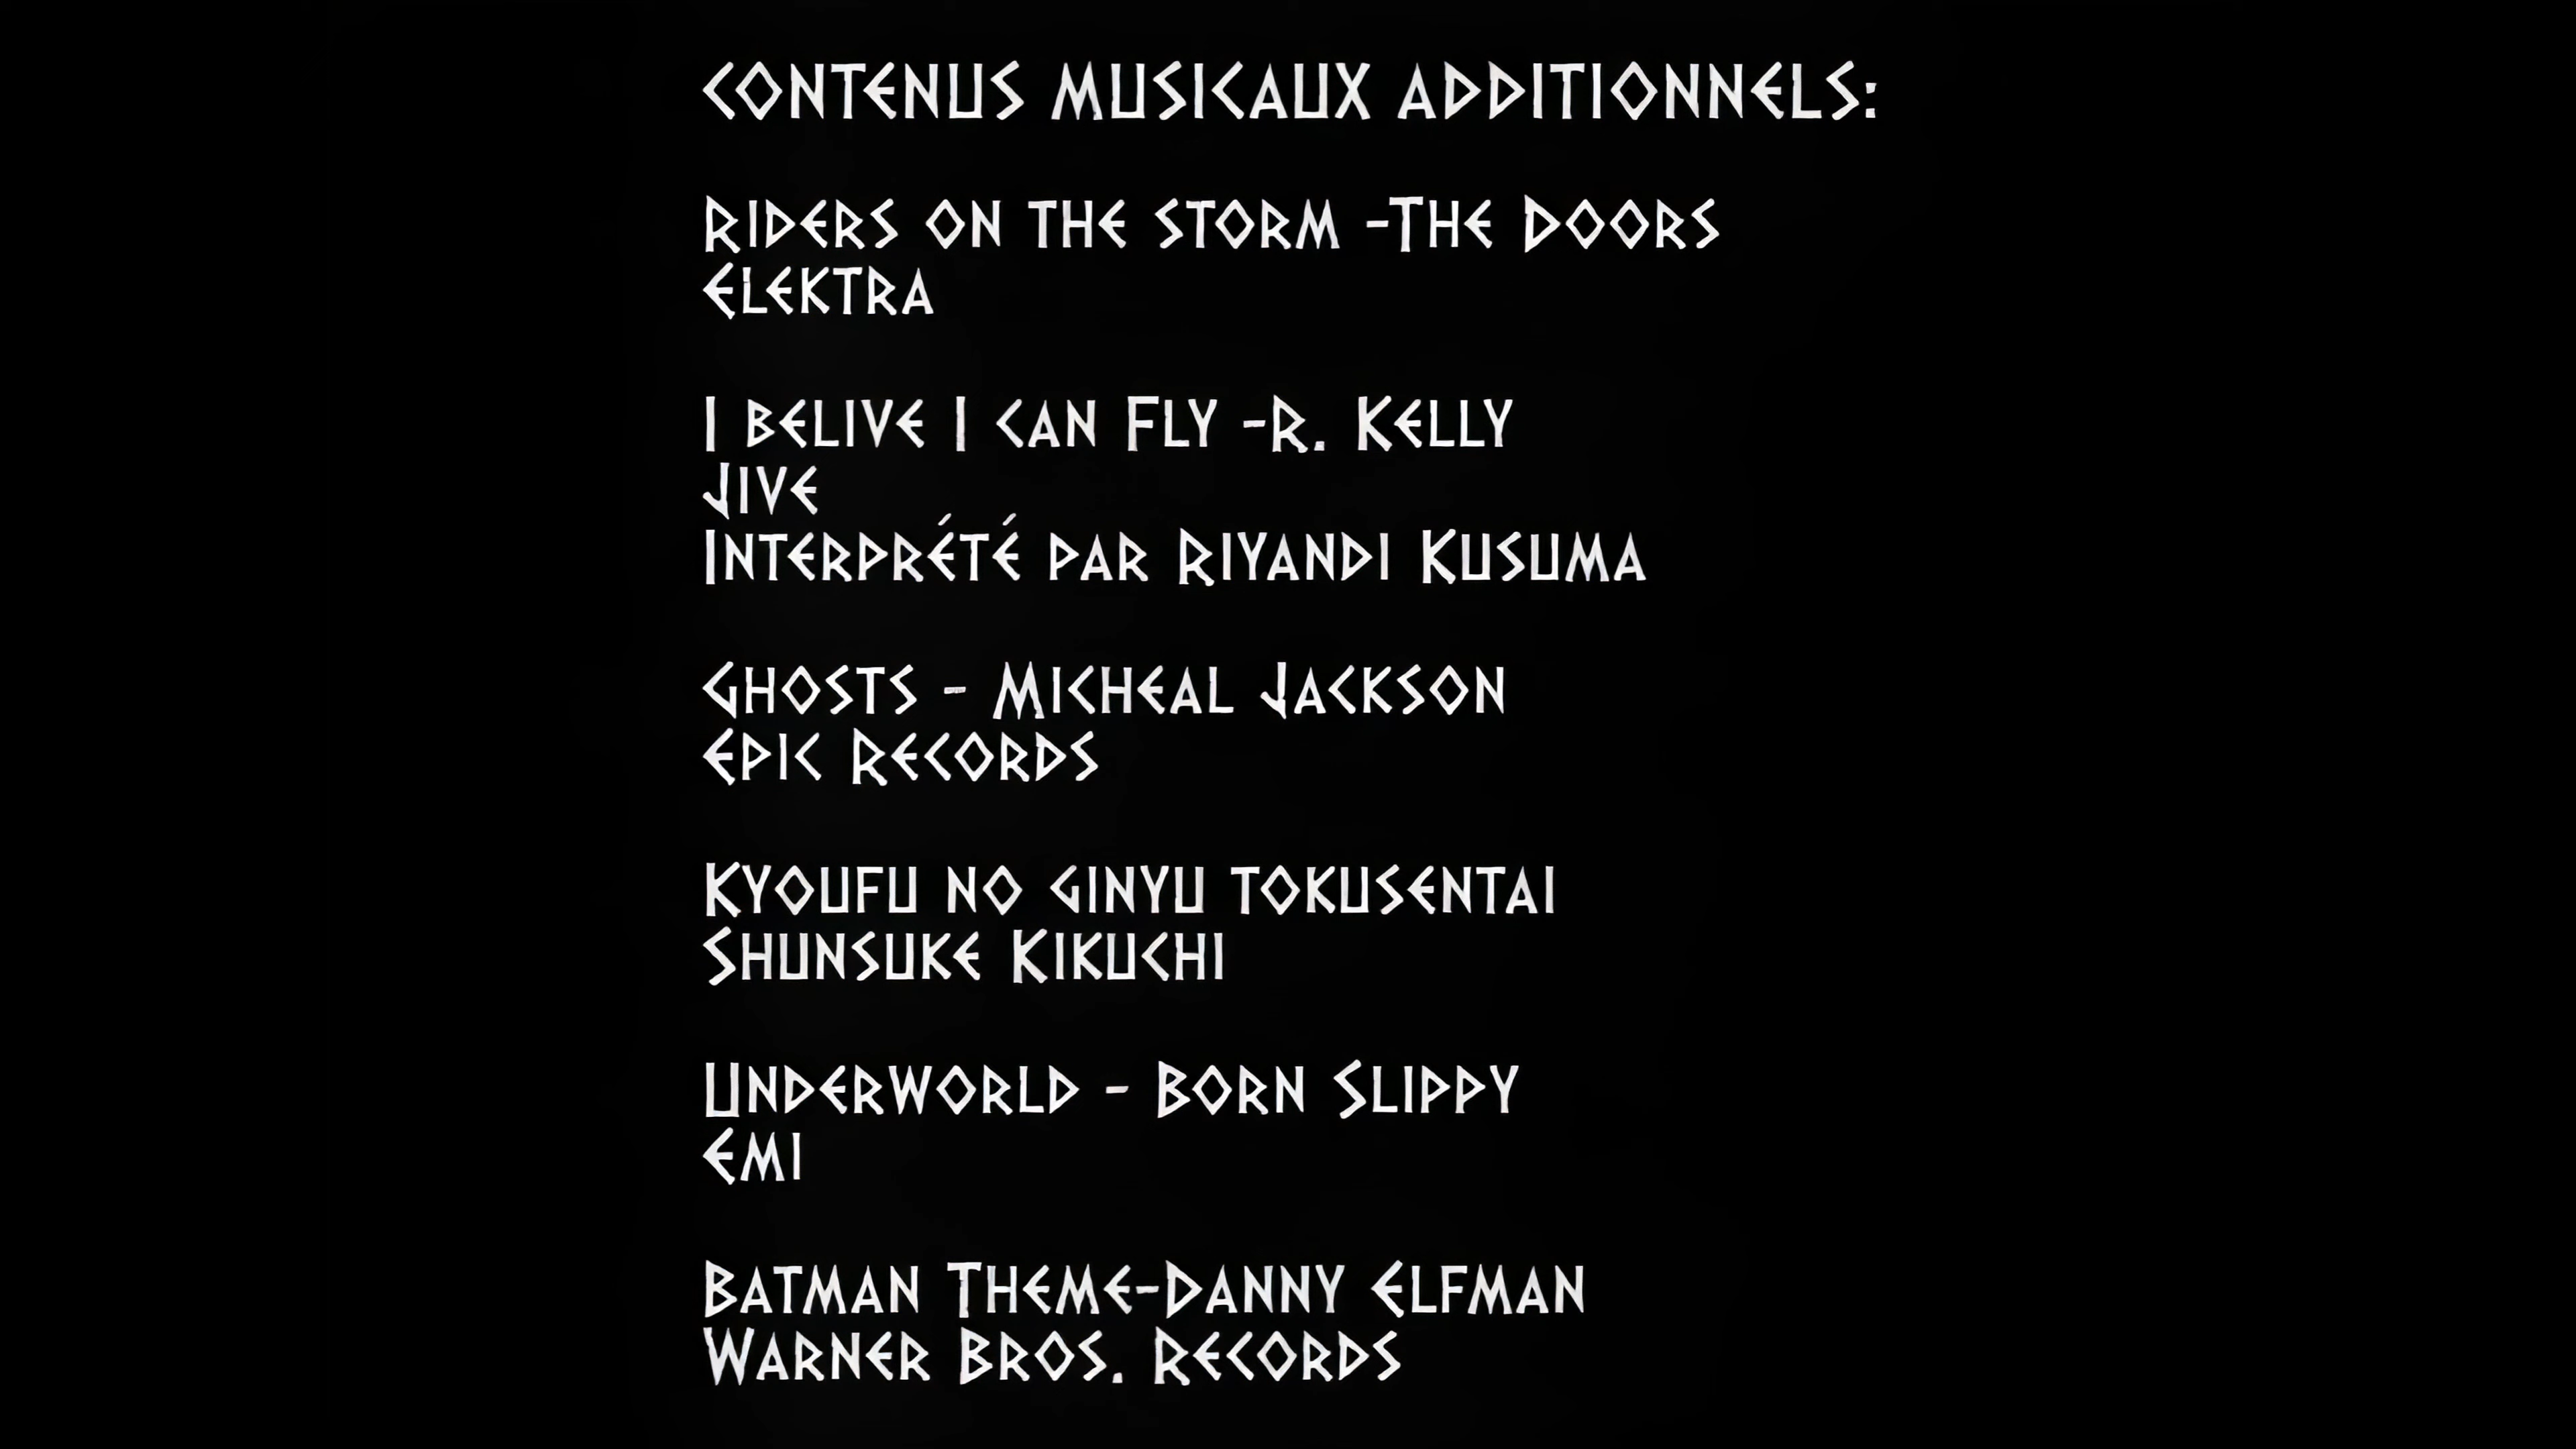 Contenus musicaux additionnels:
Riders on the storm -The Doors
Elektra
I belive I can Fly -R. Kelly
Jive
Interprété par Riyandi Kusuma
Ghosts - Micheal Jackson
Epic Records
Kyoufu no ginyu tokusentai
Shunsuke Kikuchi
Underworld - Born Slippy
Emi
Batman Theme-Danny Elfman
Warner Bros. Records